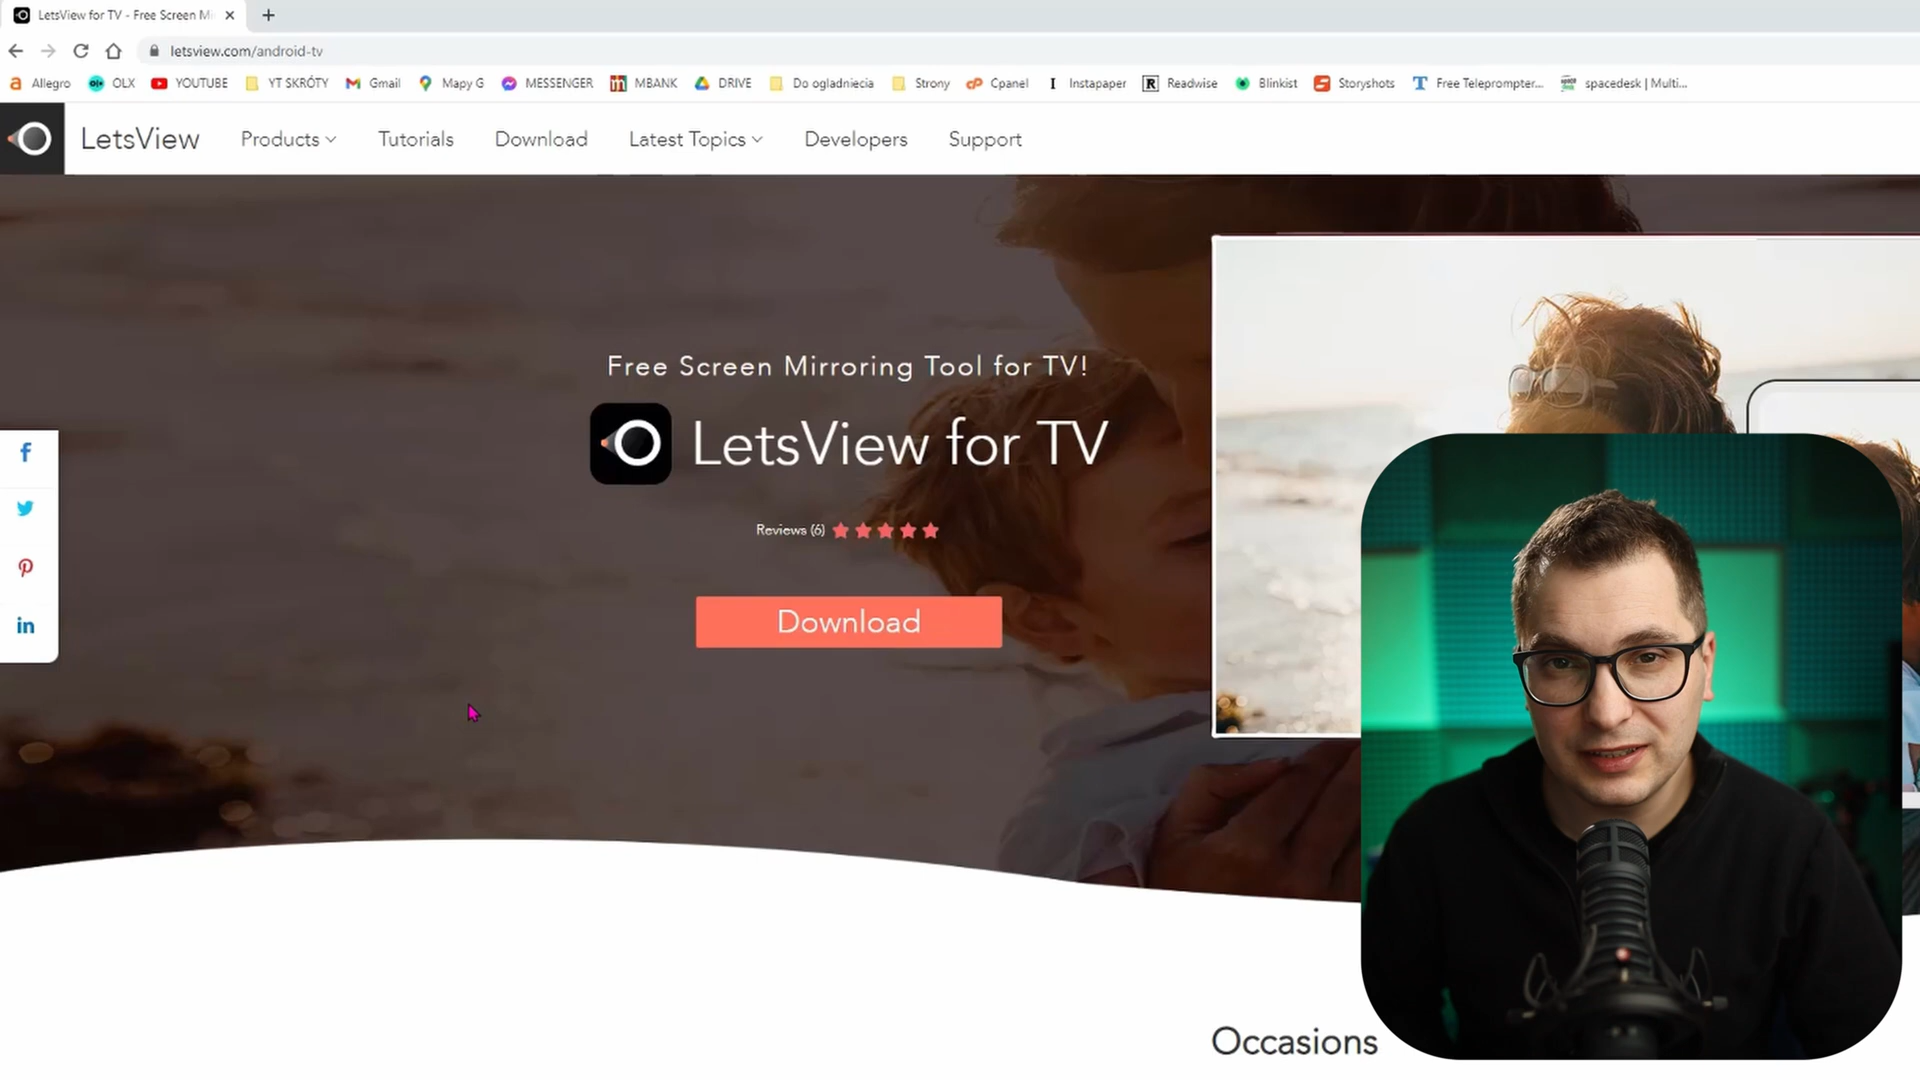 LetsView for TV - Free Screen Mi
letsview.com/android-tv
Allegro OLX YOUTUBE YT SKRÓTY Gmail Mapy G MESSENGER MBANK DRIVE Do ogladniecia Strony Cpanel Instapaper Readwise Blinkist Storyshots Free Teleprompter... spacedesk | Multi...
LetsView Products Tutorials Download Latest Topics Developers Support
Free Screen Mirroring Tool for TV!
LetsView for TV
Reviews (6)
Download
Occasions